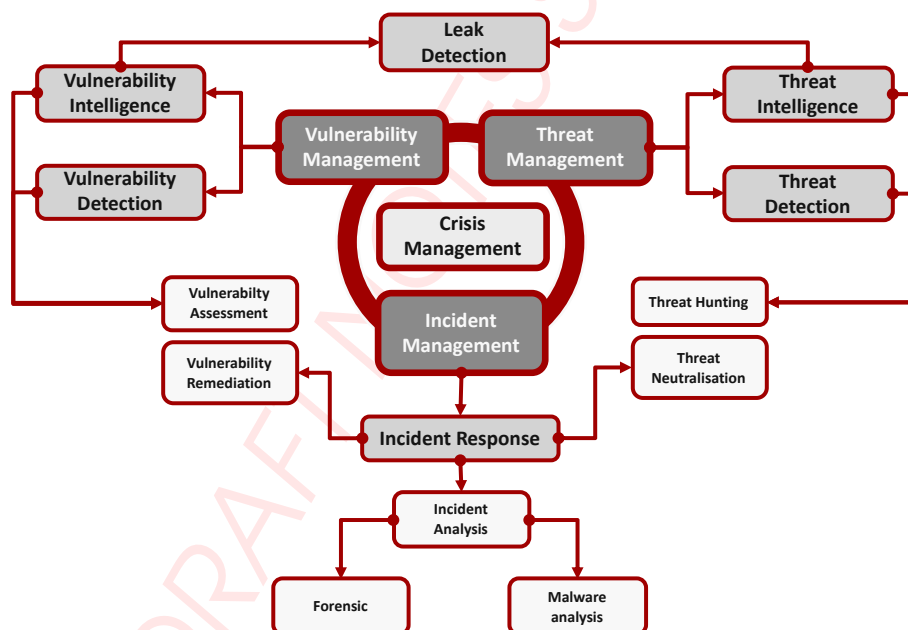 Leak
Detection
Vulnerability
Intelligence
Threat
Intelligence
Vulnerability
Management
Threat
Management
Vulnerability
Detection
Threat
Detection
Crisis
Management
Vulnerabilty
Assessment
Threat Hunting
Incident
Management
Vulnerability
Remediation
Threat
Neutralisation
Incident Response
Incident
Analysis
Forensic
Malware
analysis
DRAFT